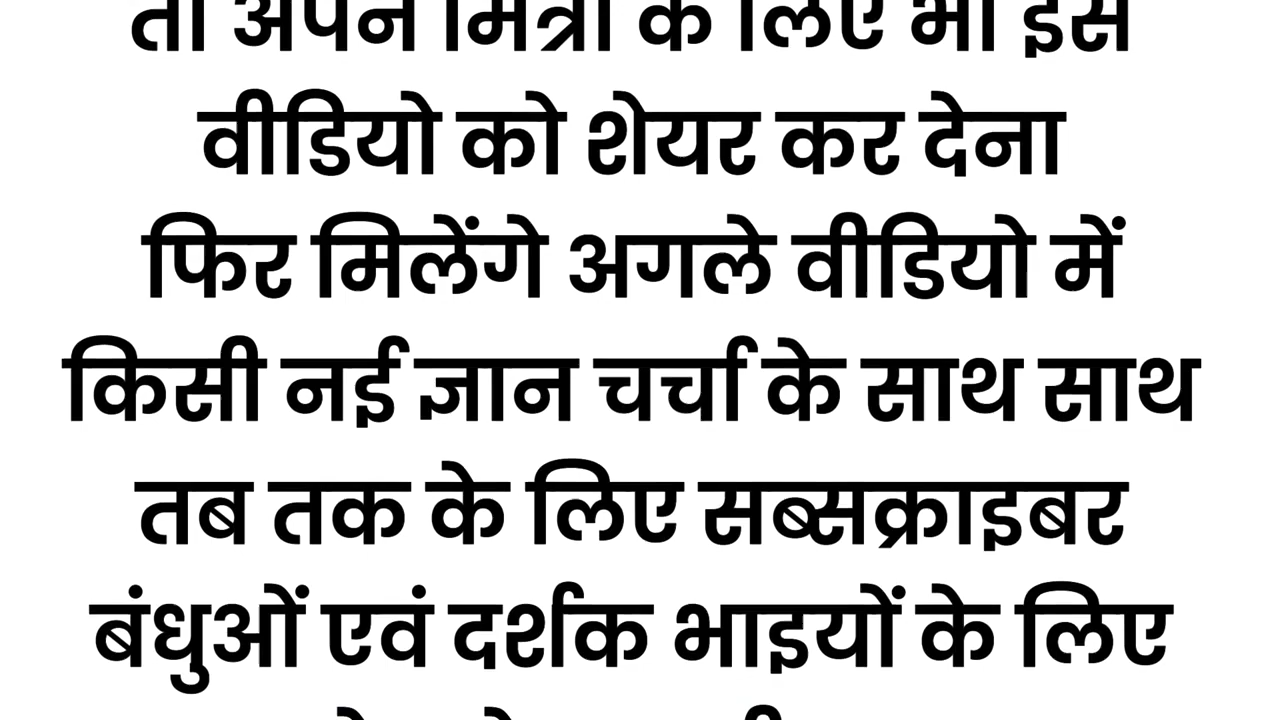 तो अपने मित्रों के लिए भी इस
वीडियो को शेयर कर देना
फिर मिलेंगे अगले वीडियो में
किसी नई ज्ञान चर्चा के साथ साथ
तब तक के लिए सब्सक्राइबर
बंधुओं एवं दर्शक भाइयों के लिए